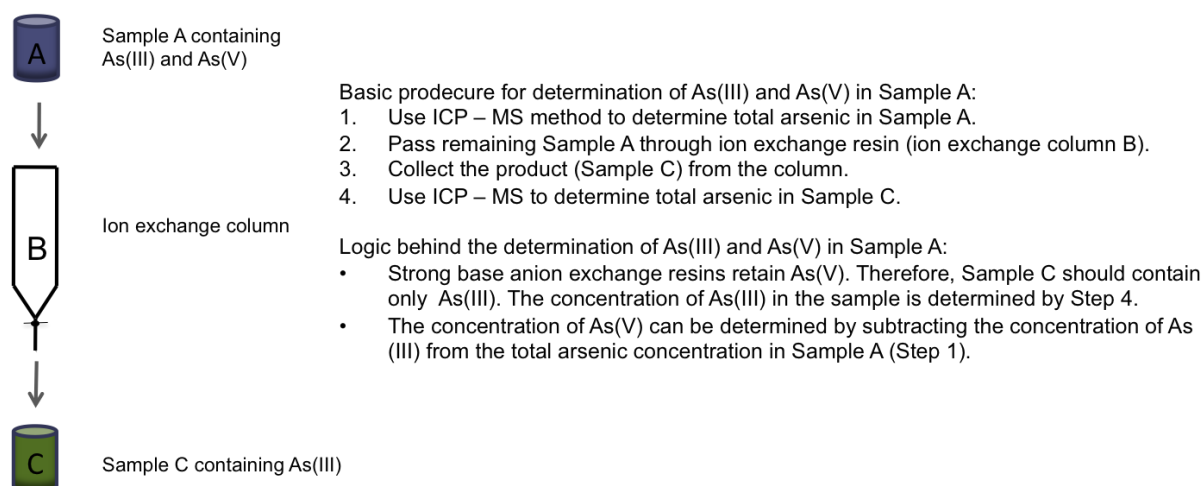 A
Sample A containing
As(III) and As(V)
Basic prodecure for determination of As(III) and As(V) in Sample A:
1. Use ICP – MS method to determine total arsenic in Sample A.
2. Pass remaining Sample A through ion exchange resin (ion exchange column B).
3. Collect the product (Sample C) from the column.
4. Use ICP – MS to determine total arsenic in Sample C.
B
Ion exchange column
Logic behind the determination of As(III) and As(V) in Sample A:
• Strong base anion exchange resins retain As(V). Therefore, Sample C should contain
only As(III). The concentration of As(III) in the sample is determined by Step 4.
• The concentration of As(V) can be determined by subtracting the concentration of As
(III) from the total arsenic concentration in Sample A (Step 1).
C
Sample C containing As(III)